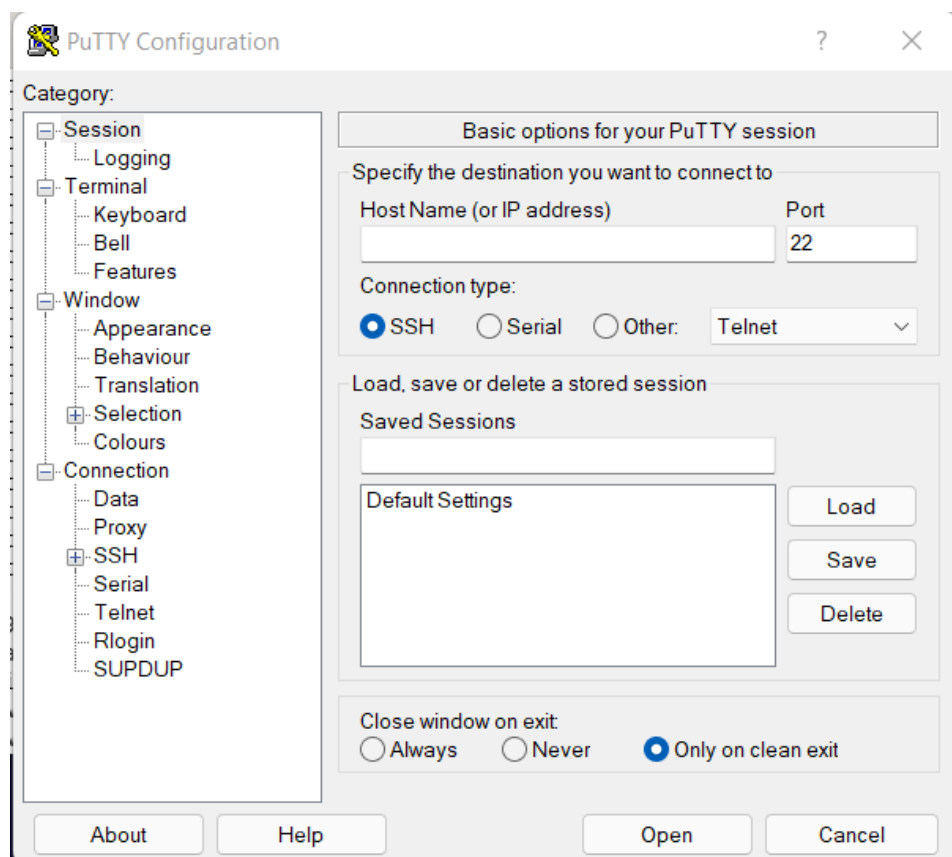 PuTTY Configuration
?
Category:
Session
Logging
Terminal
Keyboard
Bell
Features
Window
Appearance
Behaviour
Translation
Selection
Colours
Connection
Data
Proxy
SSH
Serial
Telnet
Rlogin
SUPDUP
Basic options for your PuTTY session
Specify the destination you want to connect to
Host Name (or IP address) Port
22
Connection type:
SSH Serial Other: Telnet
Load, save or delete a stored session
Saved Sessions
Default Settings
Load
Save
Delete
Close window on exit:
Always Never Only on clean exit
About Help Open Cancel